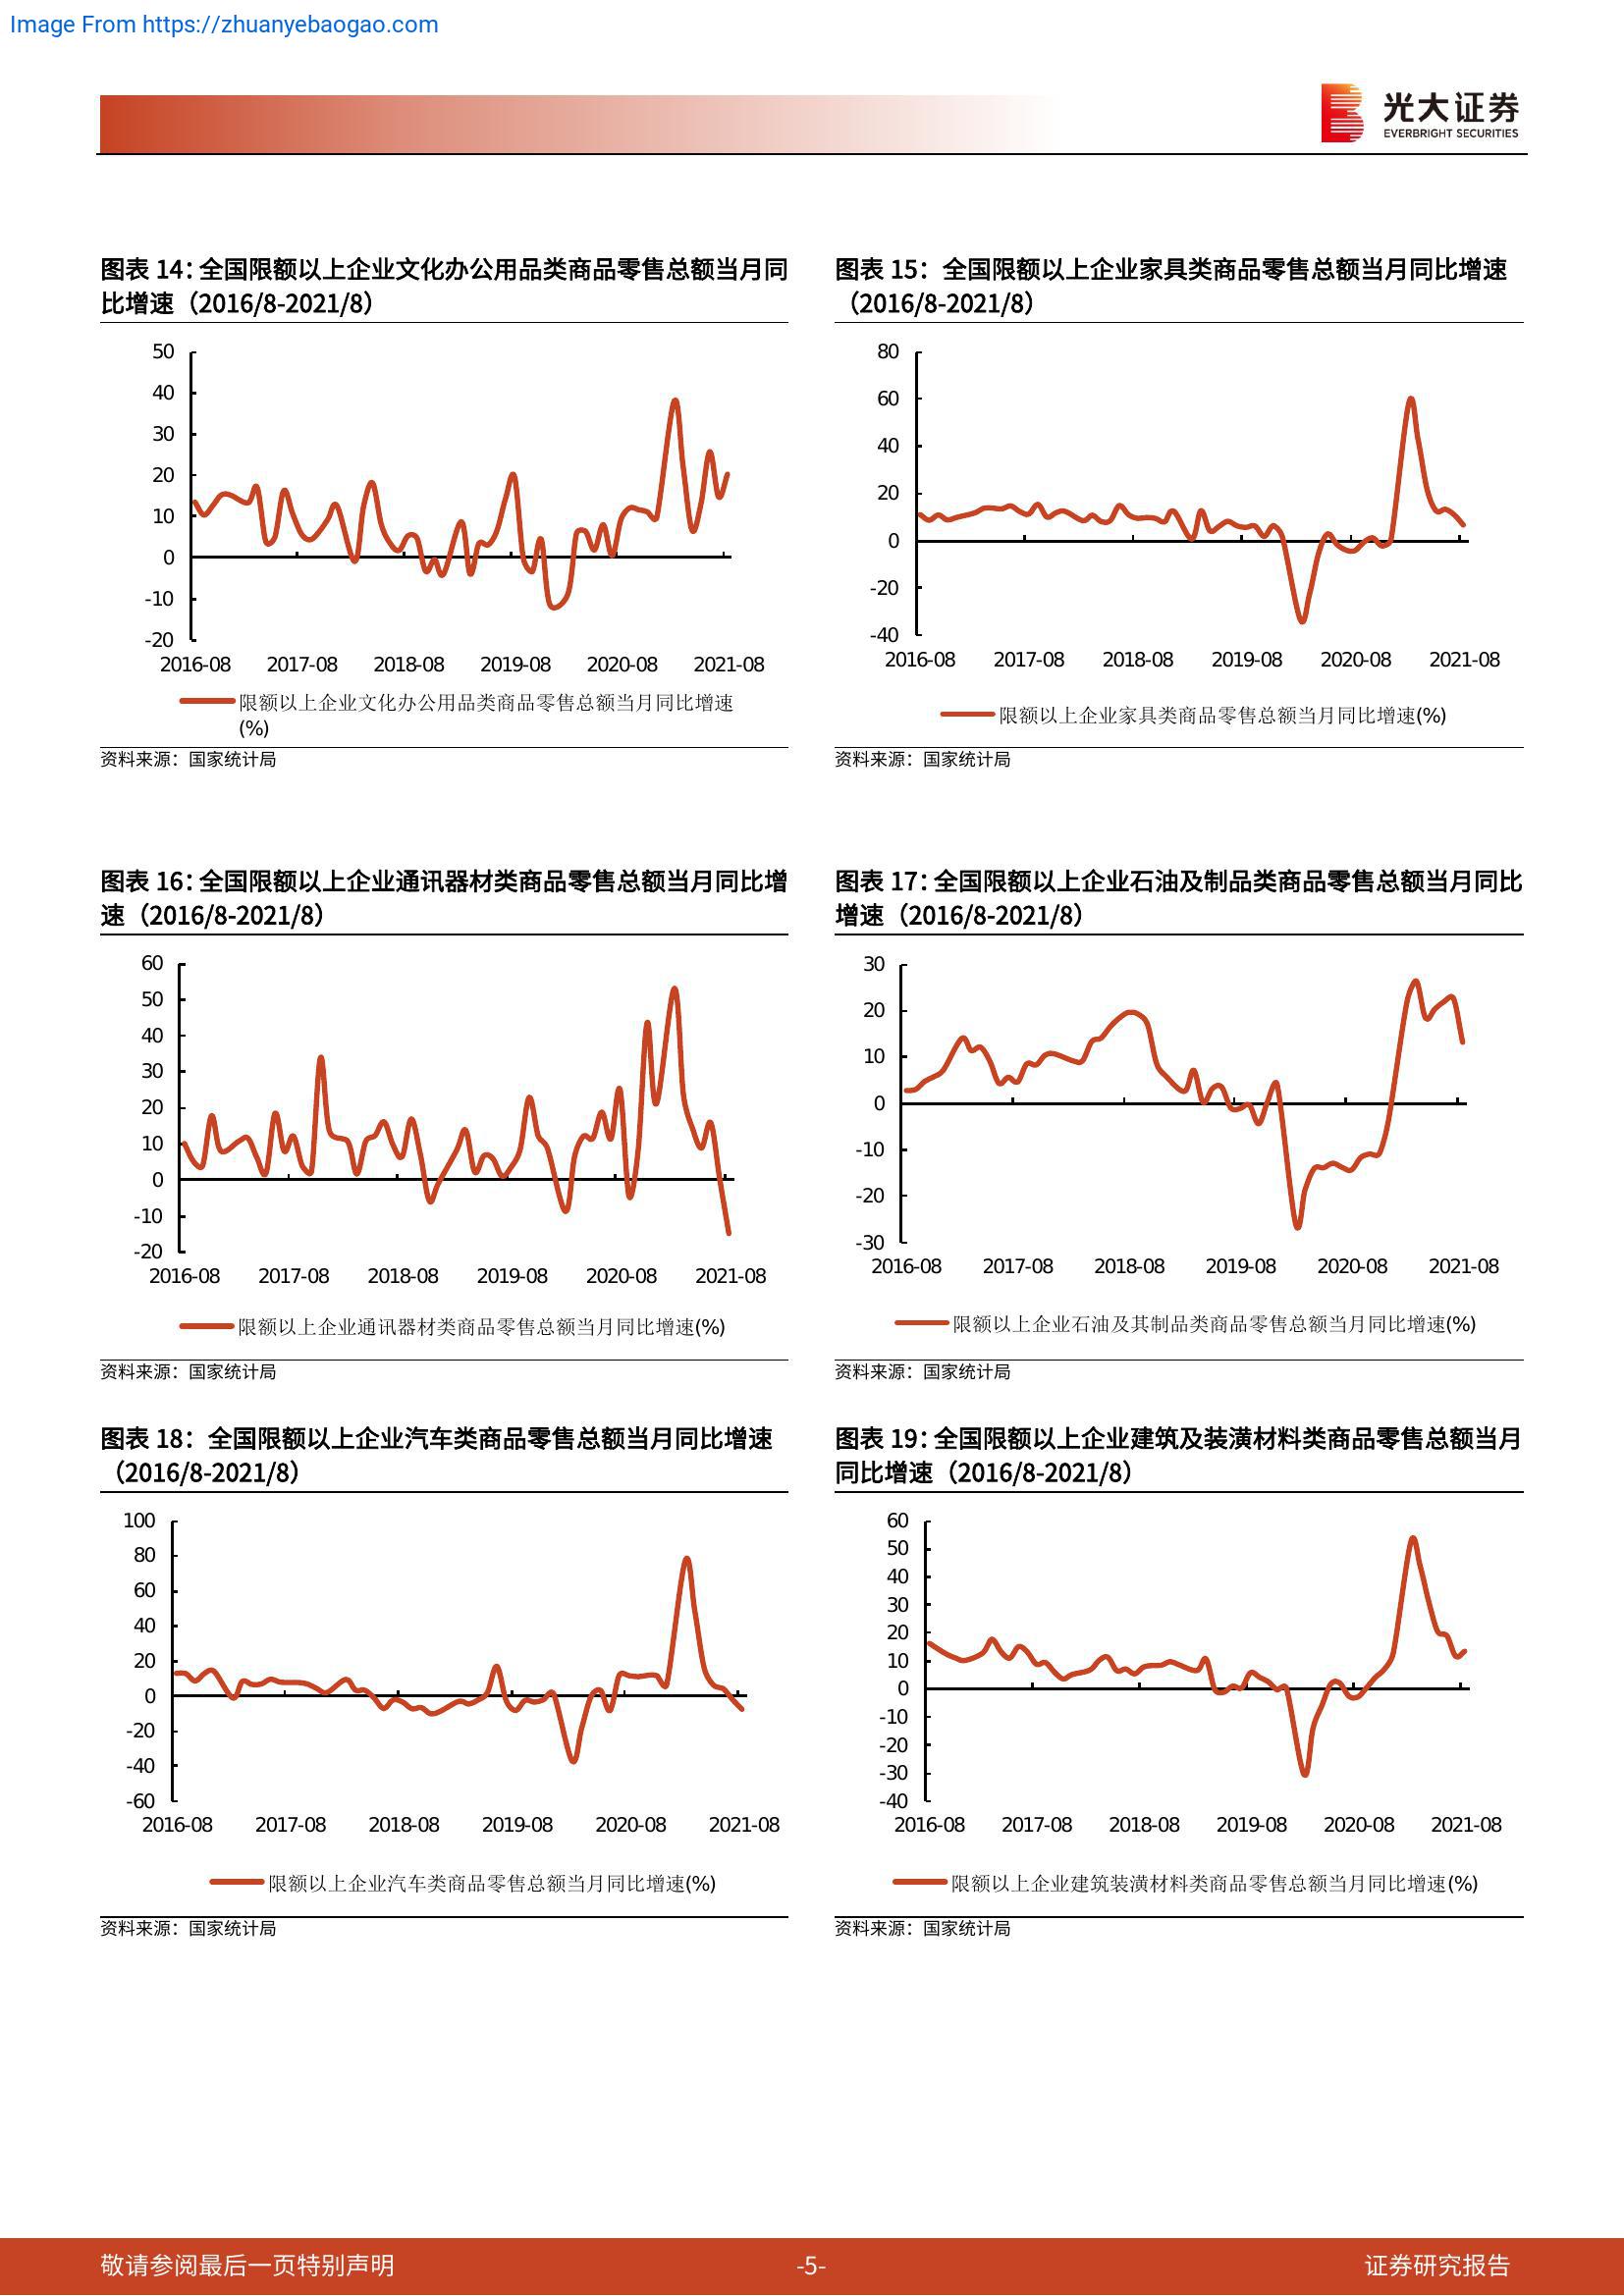 Image From https://zhuanyebaogao.com
光大证券
EVERBRIGHT SECURITIES
图表 14：全国限额以上企业文化办公用品类商品零售总额当月同
比增速（2016/8-2021/8）
50
40
30
20
10
0
-10
-20
2016-08 2017-08 2018-08 2019-08 2020-08 2021-08
限额以上企业文化办公用品类商品零售总额当月同比增速
(%)
资料来源：国家统计局
图表 15：全国限额以上企业家具类商品零售总额当月同比增速
（2016/8-2021/8）
80
60
40
20
0
-20
-40
2016-08 2017-08 2018-08 2019-08 2020-08 2021-08
限额以上企业家具类商品零售总额当月同比增速(%)
资料来源：国家统计局
图表 16：全国限额以上企业通讯器材类商品零售总额当月同比增
速（2016/8-2021/8）
60
50
40
30
20
10
0
-10
-20
2016-08 2017-08 2018-08 2019-08 2020-08 2021-08
限额以上企业通讯器材类商品零售总额当月同比增速(%)
资料来源：国家统计局
图表 17：全国限额以上企业石油及制品类商品零售总额当月同比
增速（2016/8-2021/8）
30
20
10
0
-10
-20
-30
2016-08 2017-08 2018-08 2019-08 2020-08 2021-08
限额以上企业石油及其制品类商品零售总额当月同比增速(%)
资料来源：国家统计局
图表 18：全国限额以上企业汽车类商品零售总额当月同比增速
（2016/8-2021/8）
100
80
60
40
20
0
-20
-40
-60
2016-08 2017-08 2018-08 2019-08 2020-08 2021-08
限额以上企业汽车类商品零售总额当月同比增速(%)
资料来源：国家统计局
图表 19：全国限额以上企业建筑及装潢材料类商品零售总额当月
同比增速（2016/8-2021/8）
60
50
40
30
20
10
0
-10
-20
-30
-40
2016-08 2017-08 2018-08 2019-08 2020-08 2021-08
限额以上企业建筑装潢材料类商品零售总额当月同比增速(%)
资料来源：国家统计局
敬请参阅最后一页特别声明 -5- 证券研究报告